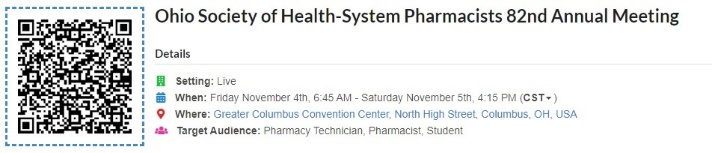 Ohio Society of Health-System Pharmacists 82nd Annual Meeting
Details
Setting: Live
When: Friday November 4th, 6:45 AM - Saturday November 5th, 4:15 PM (CST )
Where: Greater Columbus Convention Center, North High Street, Columbus, OH, USA
Target Audience: Pharmacy Technician, Pharmacist, Student